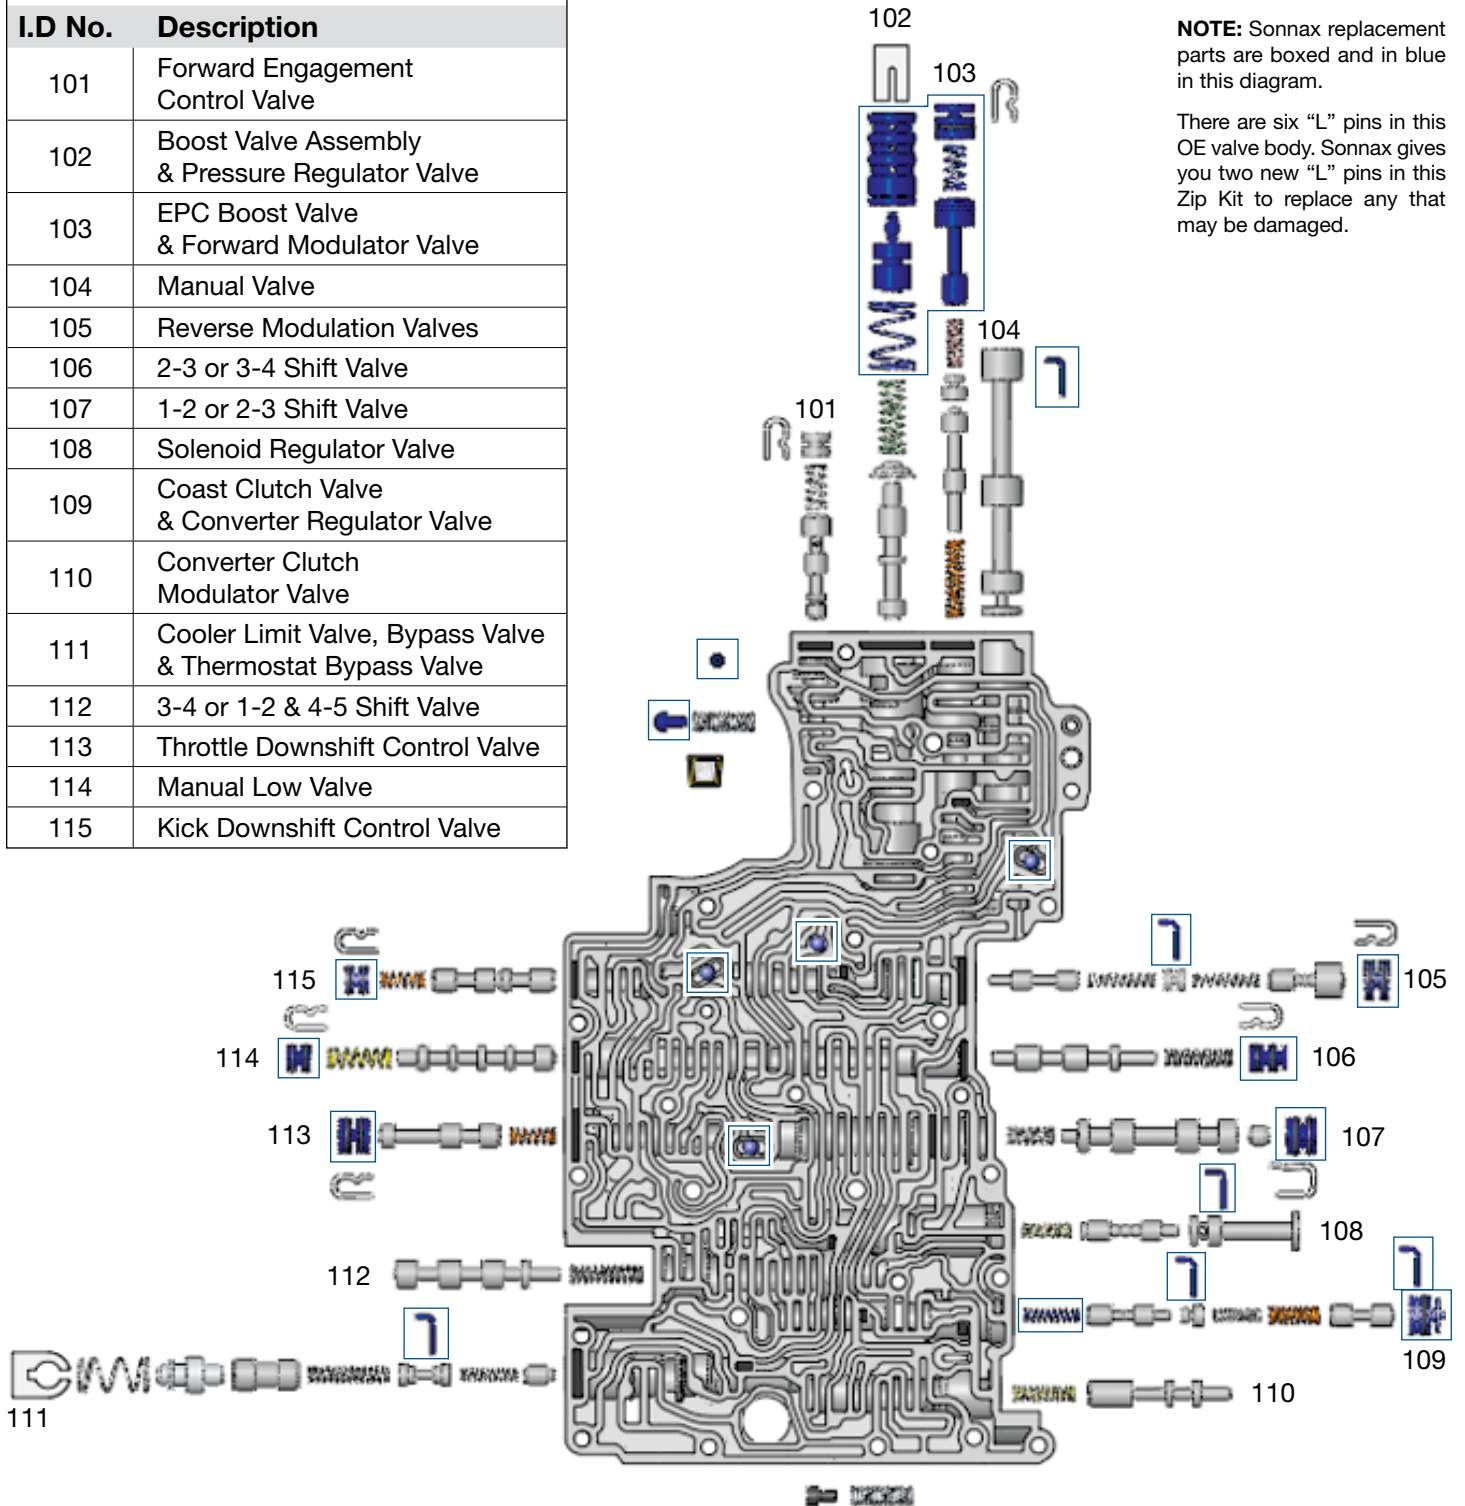 I.D No. Description
101 Forward Engagement
Control Valve
102 Boost Valve Assembly
& Pressure Regulator Valve
103 EPC Boost Valve
& Forward Modulator Valve
104 Manual Valve
105 Reverse Modulation Valves
106 2-3 or 3-4 Shift Valve
107 1-2 or 2-3 Shift Valve
108 Solenoid Regulator Valve
109 Coast Clutch Valve
& Converter Regulator Valve
110 Converter Clutch
Modulator Valve
111 Cooler Limit Valve, Bypass Valve
& Thermostat Bypass Valve
112 3-4 or 1-2 & 4-5 Shift Valve
113 Throttle Downshift Control Valve
114 Manual Low Valve
115 Kick Downshift Control Valve
NOTE: Sonnax replacement
parts are boxed and in blue
in this diagram.
There are six “L” pins in this
OE valve body. Sonnax gives
you two new “L” pins in this
Zip Kit to replace any that
may be damaged.
102
103
104
101
115
105
114
106
113
107
108
112
109
110
111